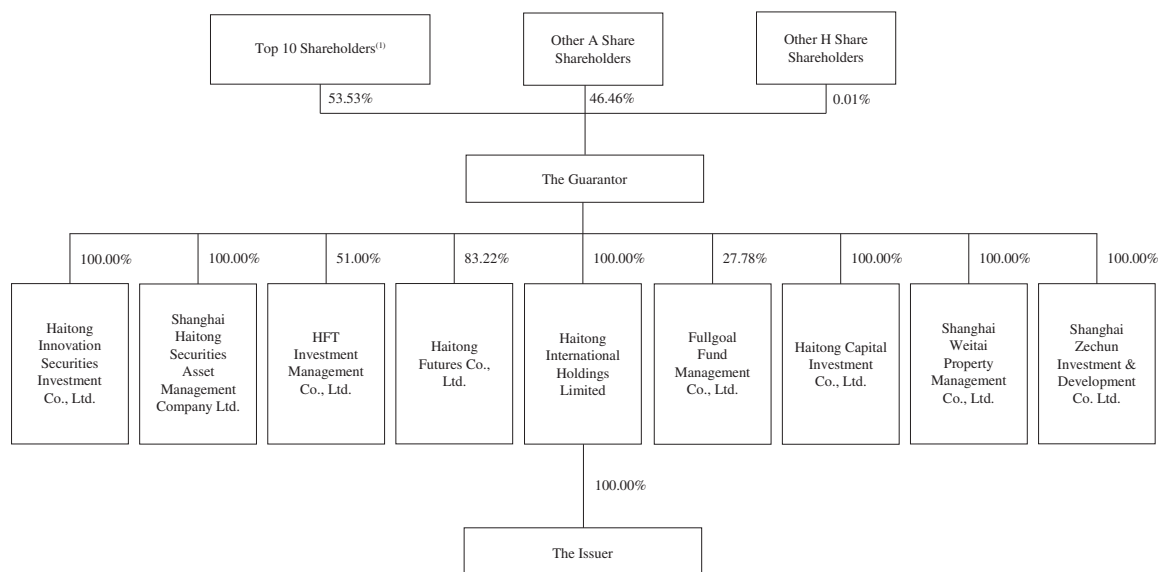 Top 10 Shareholders(1)
Other A Share
Shareholders
Other H Share
Shareholders
53.53%
46.46%
0.01%
The Guarantor
100.00%
100.00%
51.00%
83.22%
100.00%
27.78%
100.00%
100.00%
100.00%
Haitong
Innovation
Securities
Investment
Co., Ltd.
Shanghai
Haitong
Securities
Asset
Management
Company Ltd.
HFT
Investment
Management
Co., Ltd.
Haitong
Futures Co.,
Ltd.
Haitong
International
Holdings
Limited
Fullgoal
Fund
Management
Co., Ltd.
Haitong Capital
Investment
Co., Ltd.
Shanghai
Weitai
Property
Management
Co., Ltd.
Shanghai
Zechun
Investment &
Development
Co. Ltd.
100.00%
The Issuer